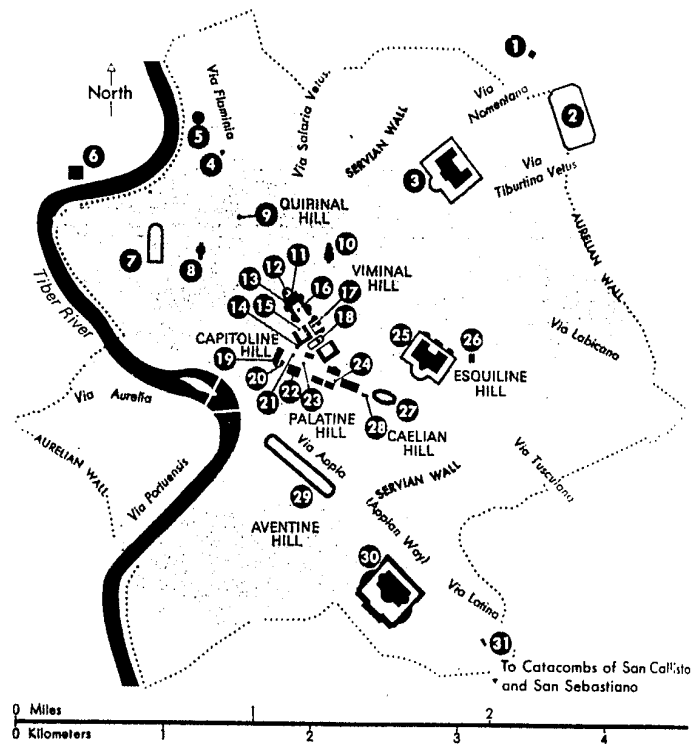 1
Via
Nomentana
2
North
Via Flaminia
Via Salaria Vetus
SERVIAN WALL
5
4
6
3
Via
Tiburtina Vetus
9
QUIRINAL
HILL
7
8
10
AURELIAN WALL
Tiber River
12
11
13
16
VIMINAL
HILL
17
14
15
18
CAPITOLINE
HILL
25
26
Via Labicana
19
24
ESQUILINE
HILL
20
22
21
23
27
Via Aurelia
PALATINE
HILL
28
CAELIAN
HILL
AURELIAN WALL
Via Appia
Via Portuensis
Via Tusculana
29
SERVIAN WALL
AVENTINE
HILL
(Appian Way)
30
Via Latina
31
To Catacombs of San Callisto
and San Sebastiano
0 Miles 1 2
0 Kilometers 1 2 3 4